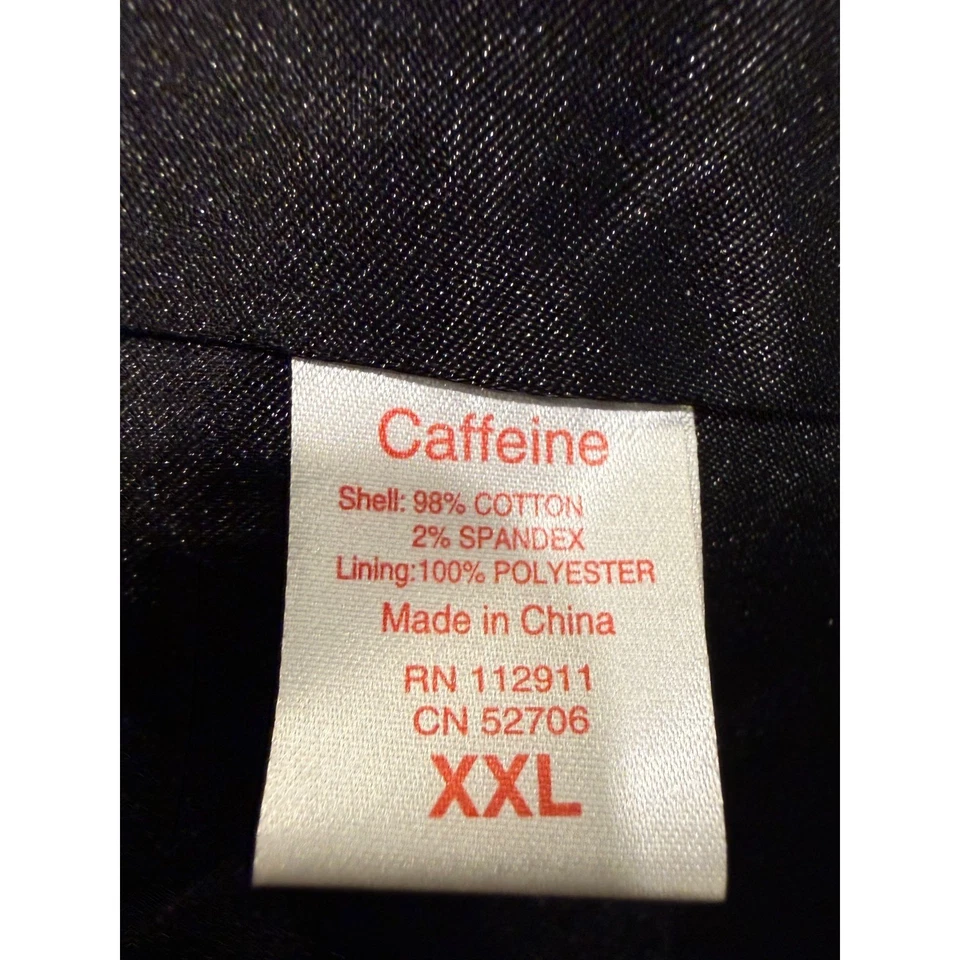 Caffeine
Shell: 98% COTTON
2% SPANDEX
Lining:100% POLYESTER
Made in China
RN 112911
CN 52706
XXL